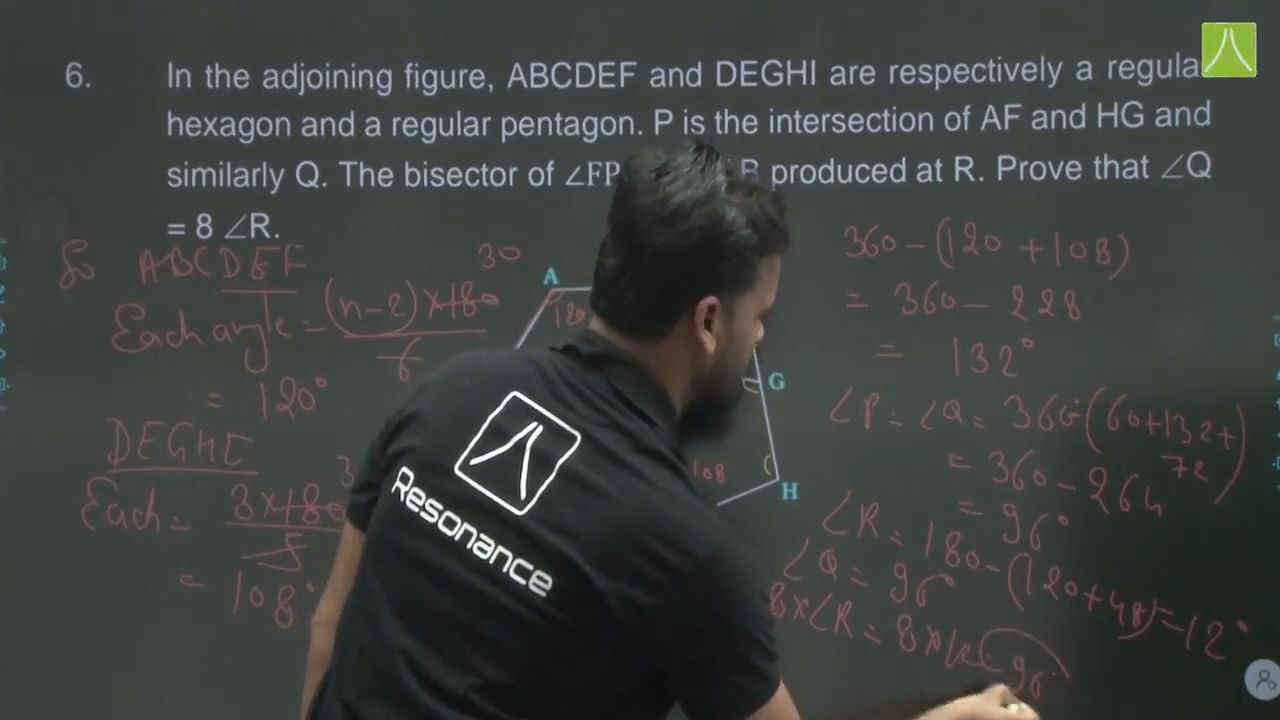 6. In the adjoining figure, ABCDEF and DEGHI are respectively a regula
hexagon and a regular pentagon. P is the intersection of AF and HG and
similarly Q. The bisector of ∠FP B produced at R. Prove that ∠Q
= 8 ∠R.
ABCDEF
Each angle = (n-2)×180
6
30
= 120°
DEGHI
Each = 3×180
5
3
= 108°
A
120
G
108
H
360-(120+108)
= 360-228
= 132°
∠P = ∠Q = 360-(60+132+
72)
= 360-264
= 96°
∠R = 180-(120+48)=12°
∠Q = 96°
8×∠R = 8×12=96°
Resonance